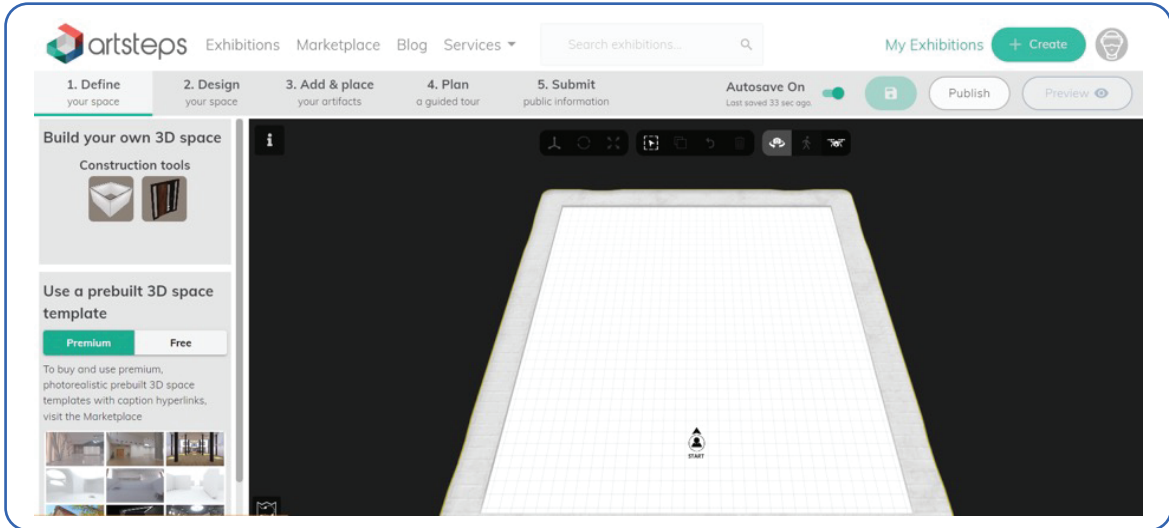 artsteps Exhibitions Marketplace Blog Services Search exhibitions... My Exhibitions + Create
1. Define 2. Design 3. Add & place 4. Plan 5. Submit Autosave On
your space your space your artifacts a guided tour public information Last saved 33 sec ago.
Publish Preview
Build your own 3D space
Construction tools
i
Use a prebuilt 3D space
template
Premium Free
To buy and use premium,
photorealistic prebuilt 3D space
templates with caption hyperlinks,
visit the Marketplace
START